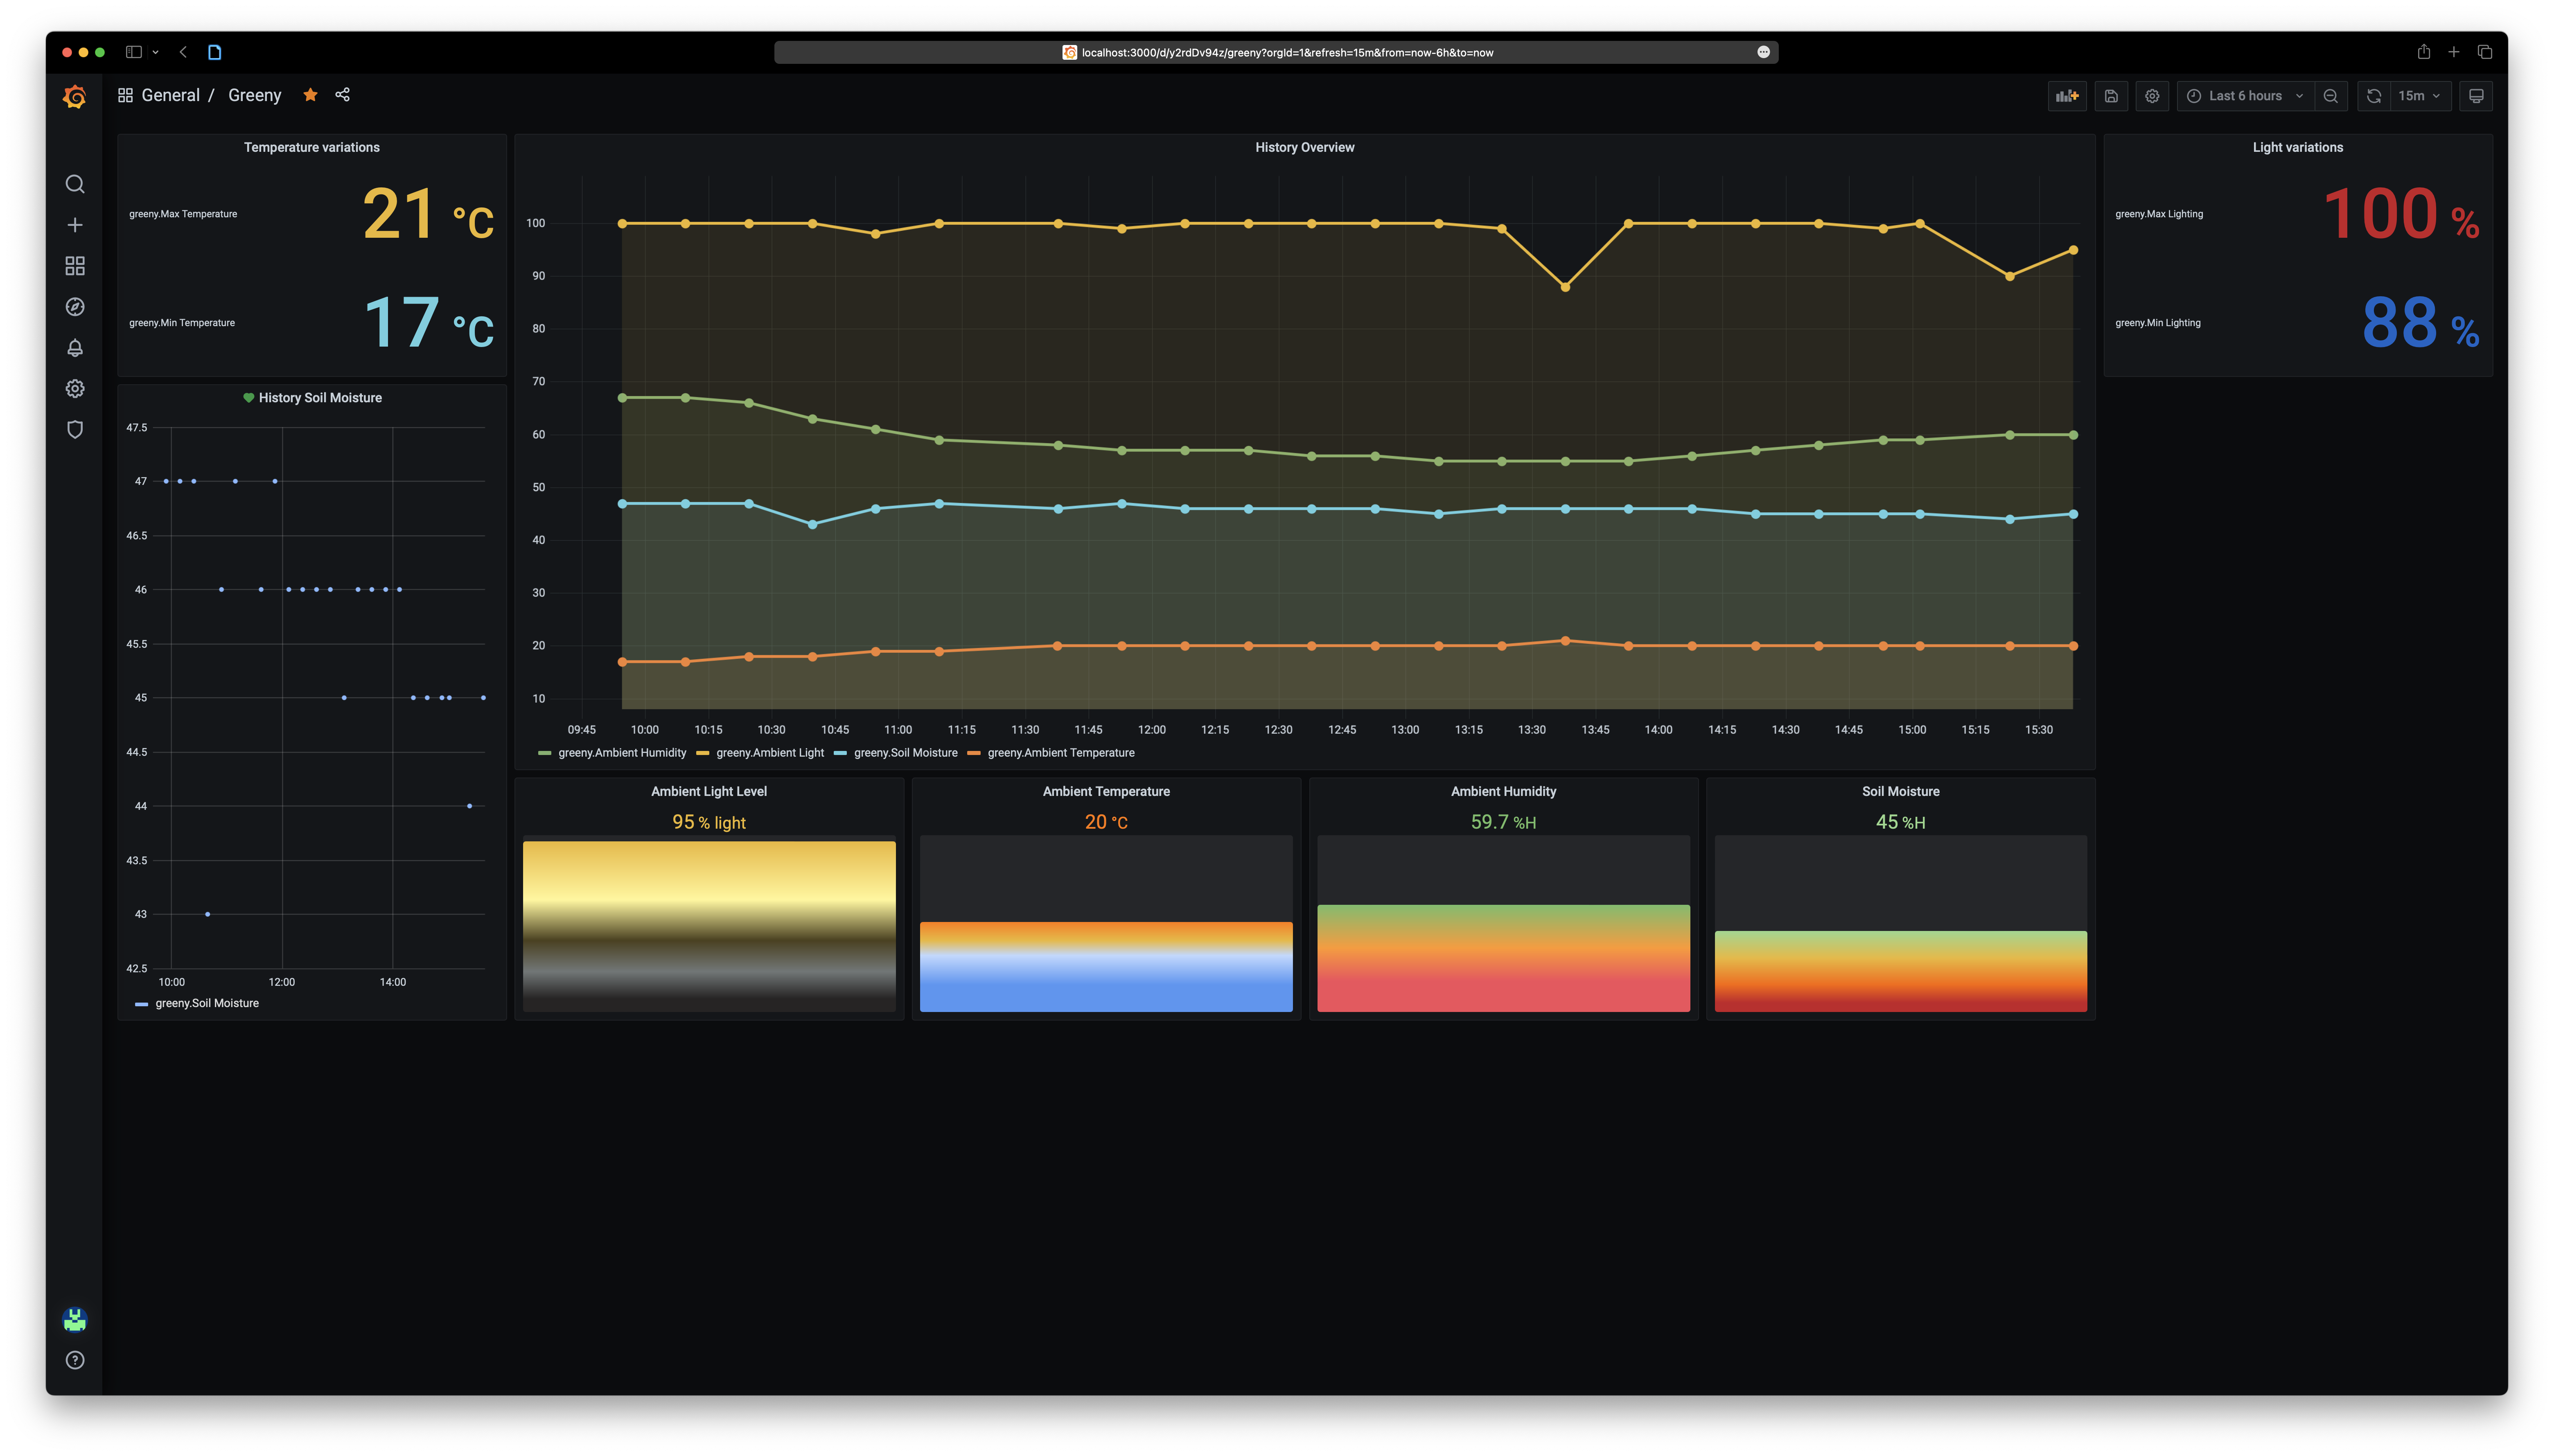 localhost:3000/d/y2rdDv94z/greeny?orgId=1&refresh=15m&from=now-6h&to=now
General / Greeny
Last 6 hours
15m
Temperature variations
greeny.Max Temperature
21 °C
greeny.Min Temperature
17 °C
History Soil Moisture
47.5
47
46.5
46
45.5
45
44.5
44
43.5
43
42.5
10:00 12:00 14:00
greeny.Soil Moisture
History Overview
100
90
80
70
60
50
40
30
20
10
09:45 10:00 10:15 10:30 10:45 11:00 11:15 11:30 11:45 12:00 12:15 12:30 12:45 13:00 13:15 13:30 13:45 14:00 14:15 14:30 14:45 15:00 15:15 15:30
greeny.Ambient Humidity greeny.Ambient Light greeny.Soil Moisture greeny.Ambient Temperature
Light variations
greeny.Max Lighting
100 %
greeny.Min Lighting
88 %
Ambient Light Level
95 % light
Ambient Temperature
20 °C
Ambient Humidity
59.7 %H
Soil Moisture
45 %H